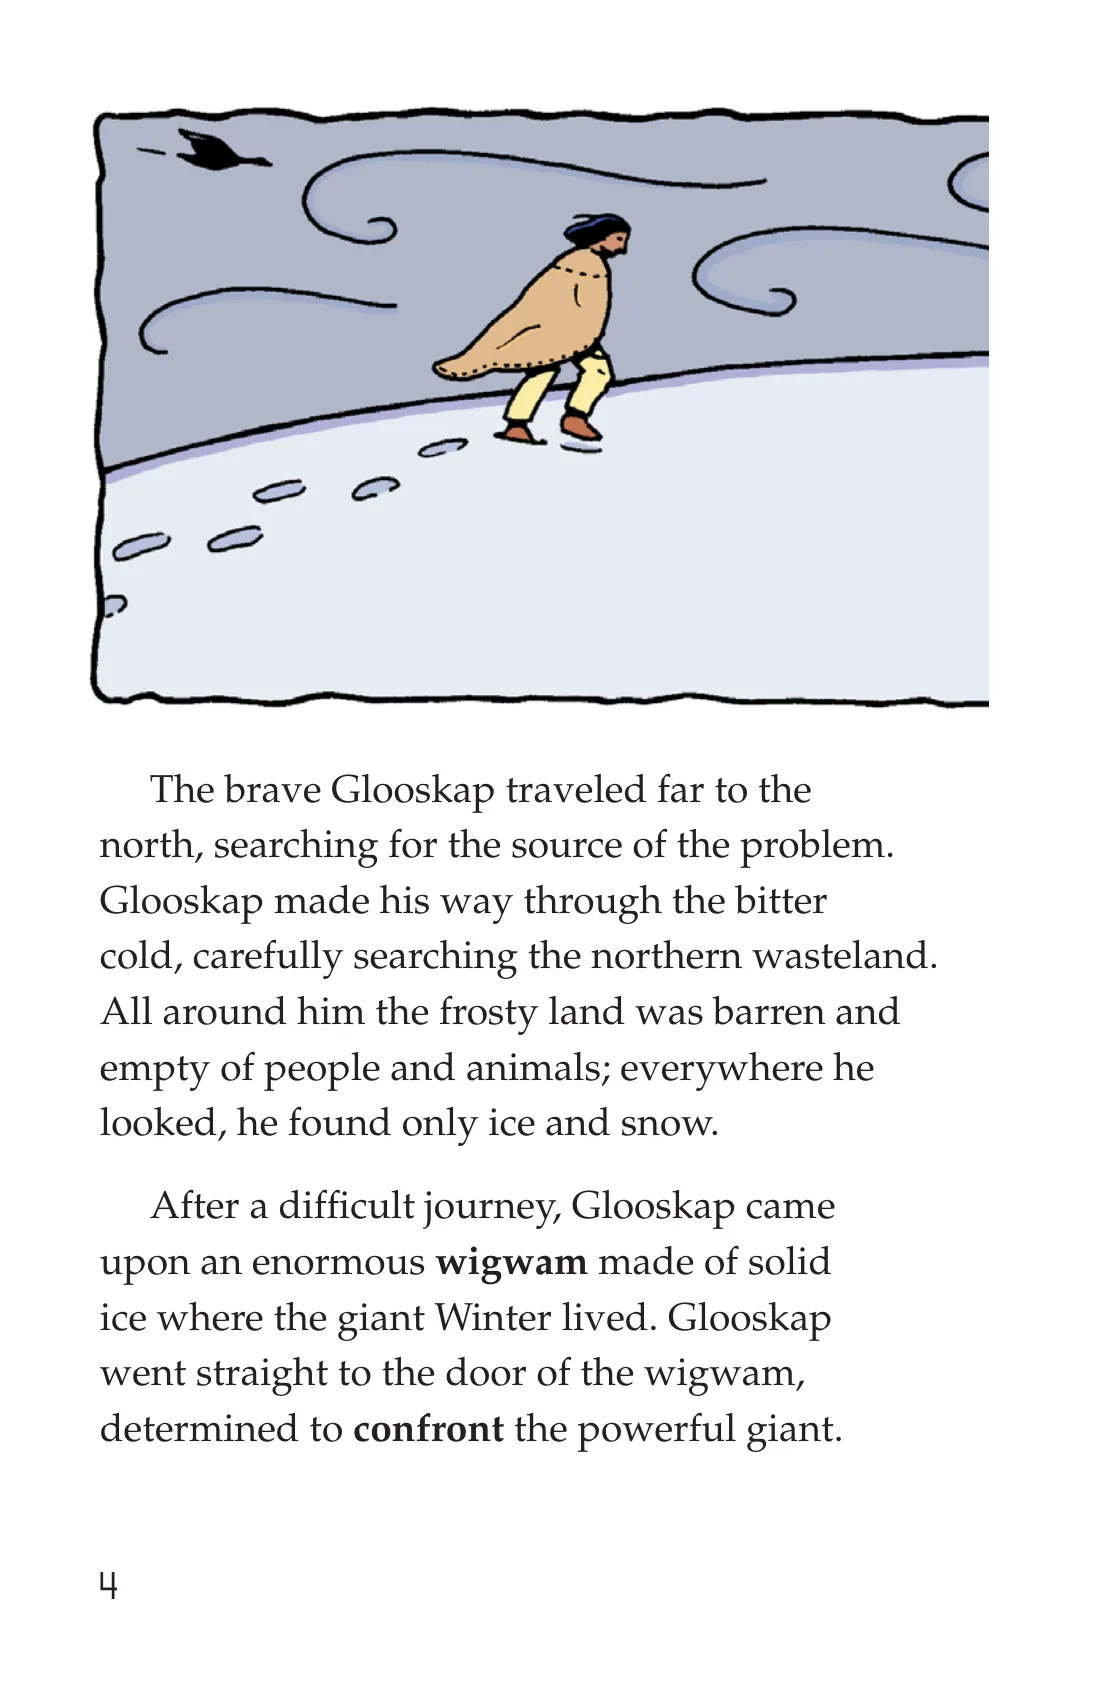 The brave Glooskap traveled far to the
north, searching for the source of the problem.
Glooskap made his way through the bitter
cold, carefully searching the northern wasteland.
All around him the frosty land was barren and
empty of people and animals; everywhere he
looked, he found only ice and snow.
After a difficult journey, Glooskap came
upon an enormous wigwam made of solid
ice where the giant Winter lived. Glooskap
went straight to the door of the wigwam,
determined to confront the powerful giant.
4